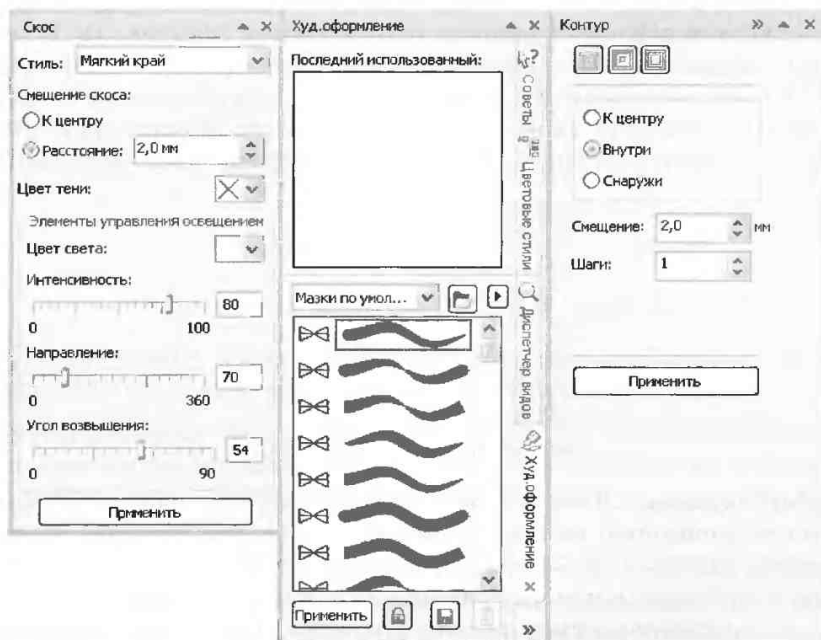 Скос
Стиль: Мягкий край
Смещение скоса:
К центру
Расстояние: 2,0 мм
Цвет тени:
Элементы управления освещением
Цвет света:
Интенсивность:
80
0 100
Направление:
70
0 360
Угол возвышения:
54
0 90
Применить
Худ.оформление
Последний использованный:
Мазки по умол...
Применить
Советы
Цветовые стили
Диспетчер видов
Худ.оформление
Контур
К центру
Внутри
Снаружи
Смещение: 2,0 мм
Шаги: 1
Применить